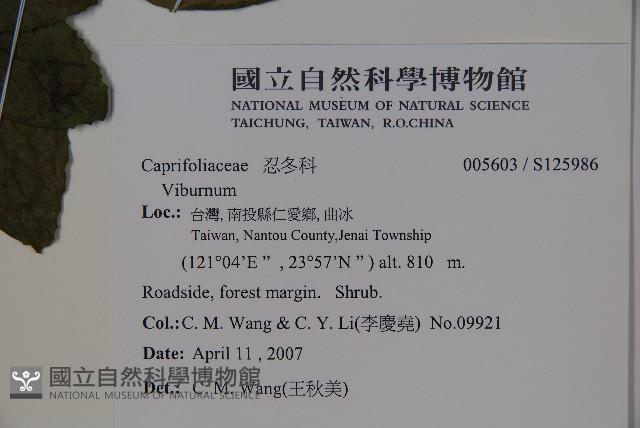 國立自然科學博物館
NATIONAL MUSEUM OF NATURAL SCIENCE
TAICHUNG, TAIWAN, R.O.CHINA
Caprifoliaceae 忍冬科 005603 / S125986
Viburnum
Loc.: 台灣, 南投縣仁愛鄉, 曲冰
Taiwan, Nantou County,Jenai Township
(121°04’E ” , 23°57’N ” ) alt. 810 m.
Roadside, forest margin. Shrub.
Col.: C. M. Wang & C. Y. Li(李慶堯) No.09921
Date: April 11 , 2007
Det.: C. M. Wang(王秋美)
國立自然科學博物館
NATIONAL MUSEUM OF NATURAL SCIENCE